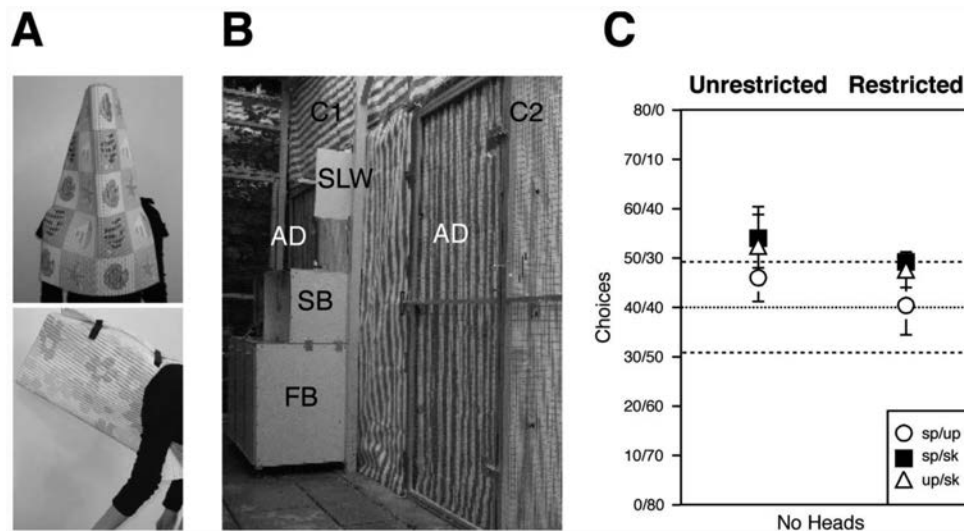 A
B
C
C1
C2
SLW
AD
AD
SB
FB
Unrestricted
Restricted
80/0
70/10
60/40
50/30
40/40
30/50
20/60
10/70
0/80
Choices
sp/up
sp/sk
up/sk
No Heads